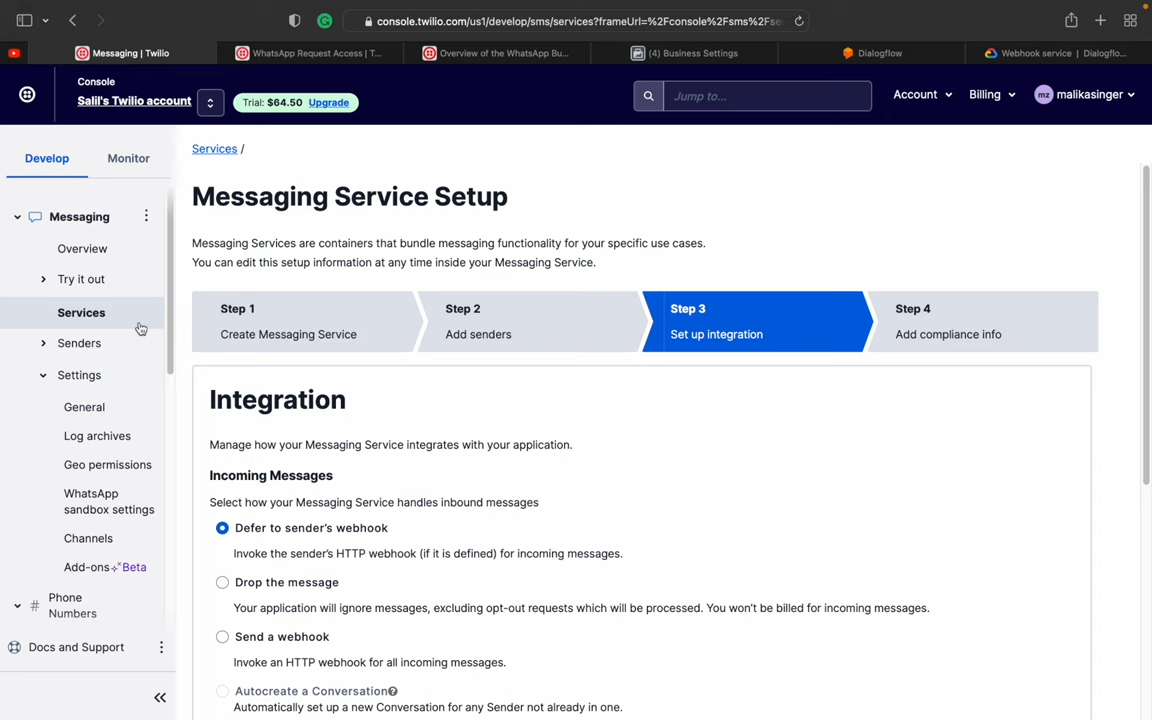 console.twilio.com/us1/develop/sms/services?frameUrl=%2Fconsole%2Fsms%2Fser
Messaging | Twilio
WhatsApp Request Access | T...
Overview of the WhatsApp Bu...
(4) Business Settings
Dialogflow
Webhook service | Dialogflo...
Console
Salil's Twilio account
Trial: $64.50 Upgrade
Jump to...
Account
Billing
mz
malikasinger
Develop
Monitor
Messaging
Overview
Try it out
Services
Senders
Settings
General
Log archives
Geo permissions
WhatsApp
sandbox settings
Channels
Add-ons Beta
Phone
Numbers
Docs and Support
Services /
Messaging Service Setup
Messaging Services are containers that bundle messaging functionality for your specific use cases.
You can edit this setup information at any time inside your Messaging Service.
Step 1
Create Messaging Service
Step 2
Add senders
Step 3
Set up integration
Step 4
Add compliance info
Integration
Manage how your Messaging Service integrates with your application.
Incoming Messages
Select how your Messaging Service handles inbound messages
Defer to sender's webhook
Invoke the sender's HTTP webhook (if it is defined) for incoming messages.
Drop the message
Your application will ignore messages, excluding opt-out requests which will be processed. You won't be billed for incoming messages.
Send a webhook
Invoke an HTTP webhook for all incoming messages.
Autocreate a Conversation
Automatically set up a new Conversation for any Sender not already in one.